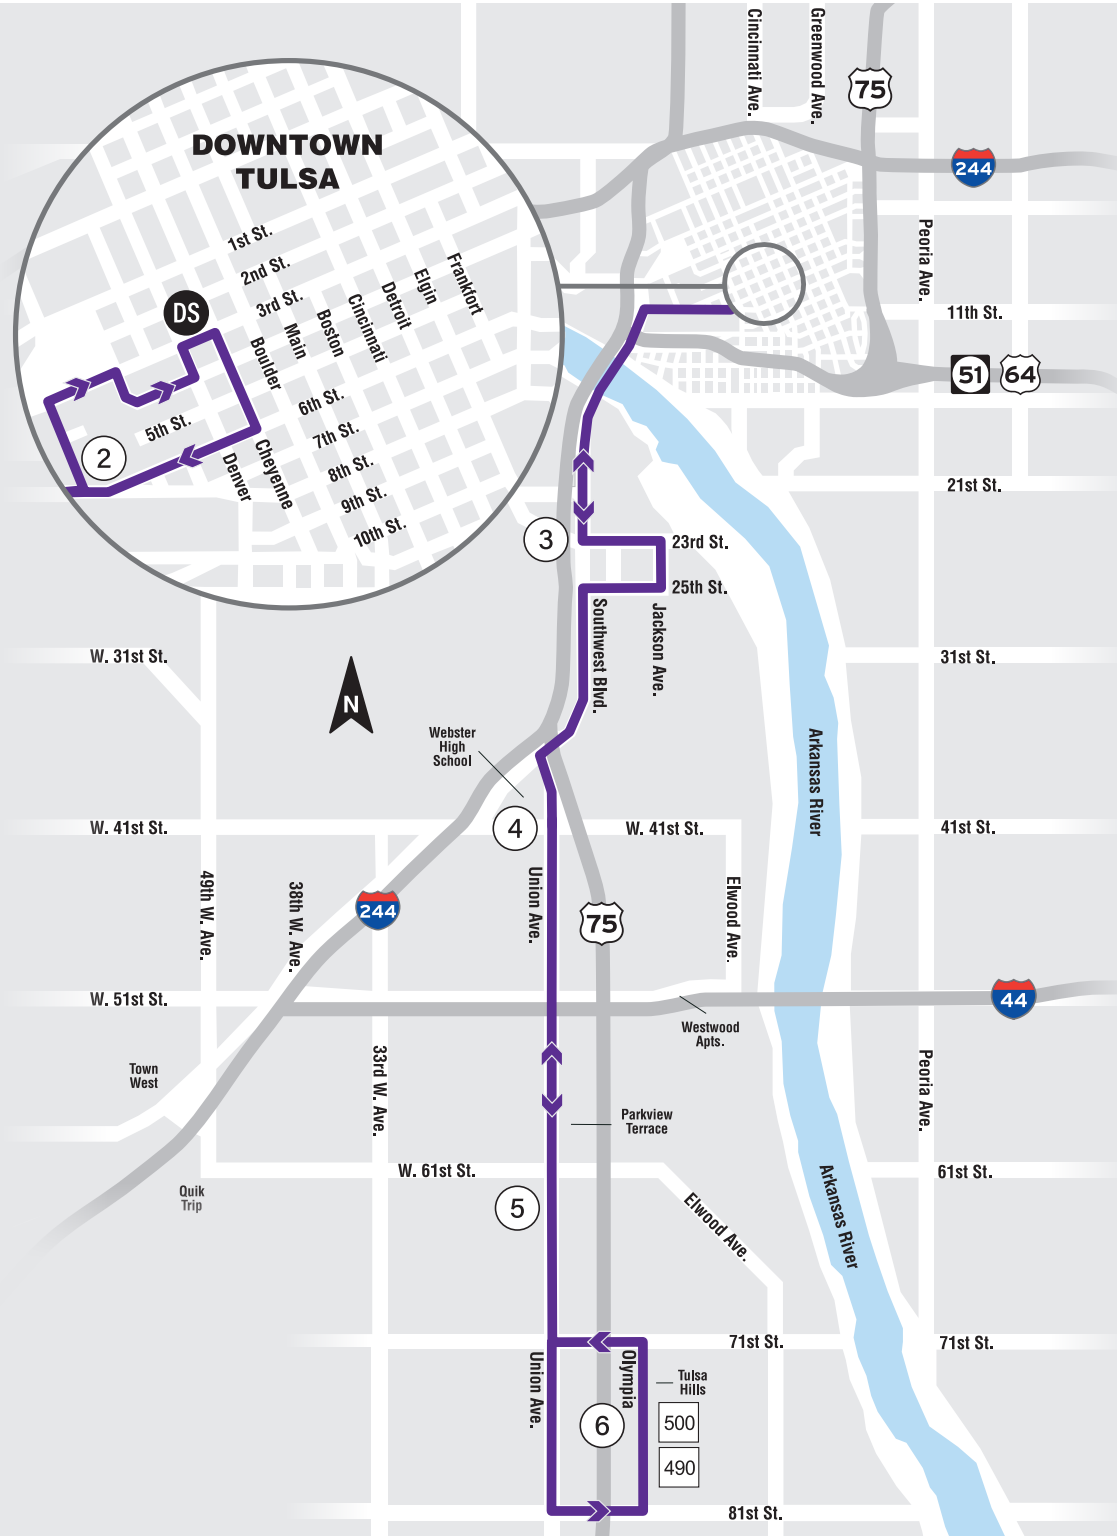 Cincinnati Ave.
Greenwood Ave.
75
244
DOWNTOWN
TULSA
1st St.
2nd St.
3rd St.
Frankfort
Elgin
Detroit
Cincinnati
Boston
Main
Boulder
DS
Peoria Ave.
11th St.
51
64
6th St.
5th St.
7th St.
2
8th St.
Cheyenne
Denver
9th St.
10th St.
21st St.
3
23rd St.
25th St.
Southwest Blvd.
Jackson Ave.
W. 31st St.
31st St.
N
Webster
High
School
Arkansas River
W. 41st St.
4
W. 41st St.
41st St.
49th W. Ave.
38th W. Ave.
244
Union Ave.
75
Elwood Ave.
W. 51st St.
44
Westwood
Apts.
Town
West
33rd W. Ave.
Peoria Ave.
Parkview
Terrace
W. 61st St.
61st St.
Quik
Trip
5
Elwood Ave.
Arkansas River
71st St.
71st St.
Union Ave.
Olympia
Tulsa
Hills
6
500
490
81st St.